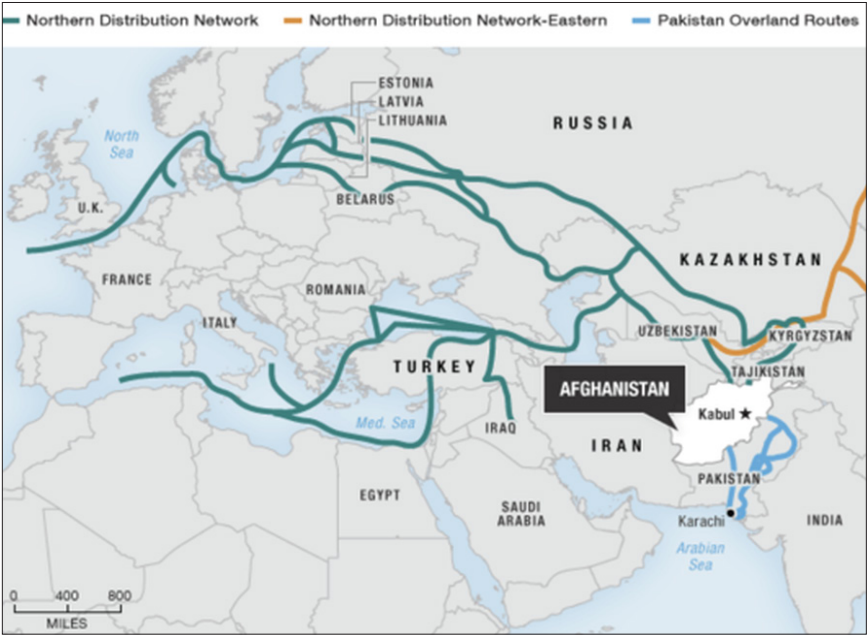 Northern Distribution Network
Northern Distribution Network-Eastern
Pakistan Overland Routes
ESTONIA
LATVIA
LITHUANIA
RUSSIA
North
Sea
U.K.
BELARUS
FRANCE
KAZAKHSTAN
ROMANIA
ITALY
UZBEKISTAN
KYRGYZSTAN
TURKEY
TAJIKISTAN
AFGHANISTAN
Kabul
Med. Sea
IRAQ
IRAN
PAKISTAN
EGYPT
SAUDI
ARABIA
Karachi
INDIA
Arabian
Sea
0 400 800
MILES